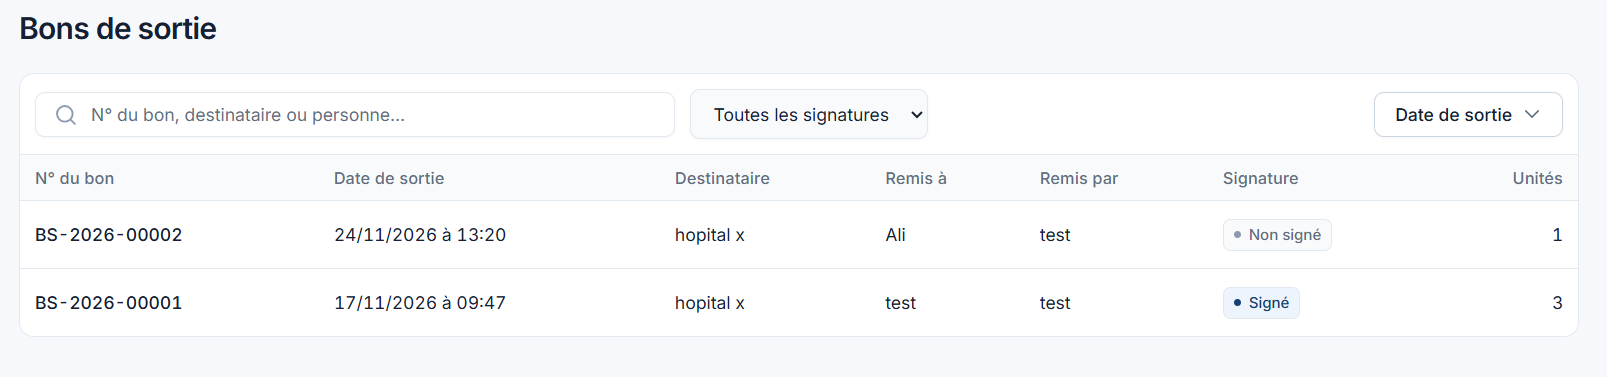 Bons de sortie
N° du bon, destinataire ou personne...
Toutes les signatures
Date de sortie
N° du bon Date de sortie Destinataire Remis à Remis par Signature Unités
BS-2026-00002 24/11/2026 à 13:20 hopital x Ali test Non signé 1
BS-2026-00001 17/11/2026 à 09:47 hopital x test test Signé 3